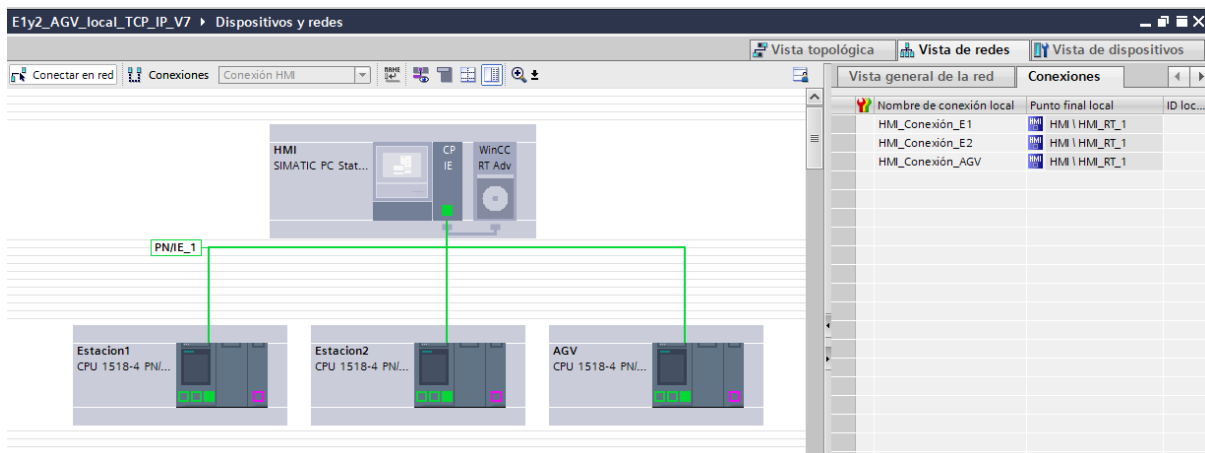 E1y2_AGV_local_TCP_IP_V7 ▸ Dispositivos y redes
Vista topológica Vista de redes Vista de dispositivos
Conectar en red Conexiones Conexión HMI
Vista general de la red Conexiones
Nombre de conexión local Punto final local ID loc...
HMI_Conexión_E1 HMI \ HMI_RT_1
HMI_Conexión_E2 HMI \ HMI_RT_1
HMI_Conexión_AGV HMI \ HMI_RT_1
HMI
SIMATIC PC Stat...
CP
IE
WinCC
RT Adv
PN/IE_1
Estacion1
CPU 1518-4 PN/...
Estacion2
CPU 1518-4 PN/...
AGV
CPU 1518-4 PN/...